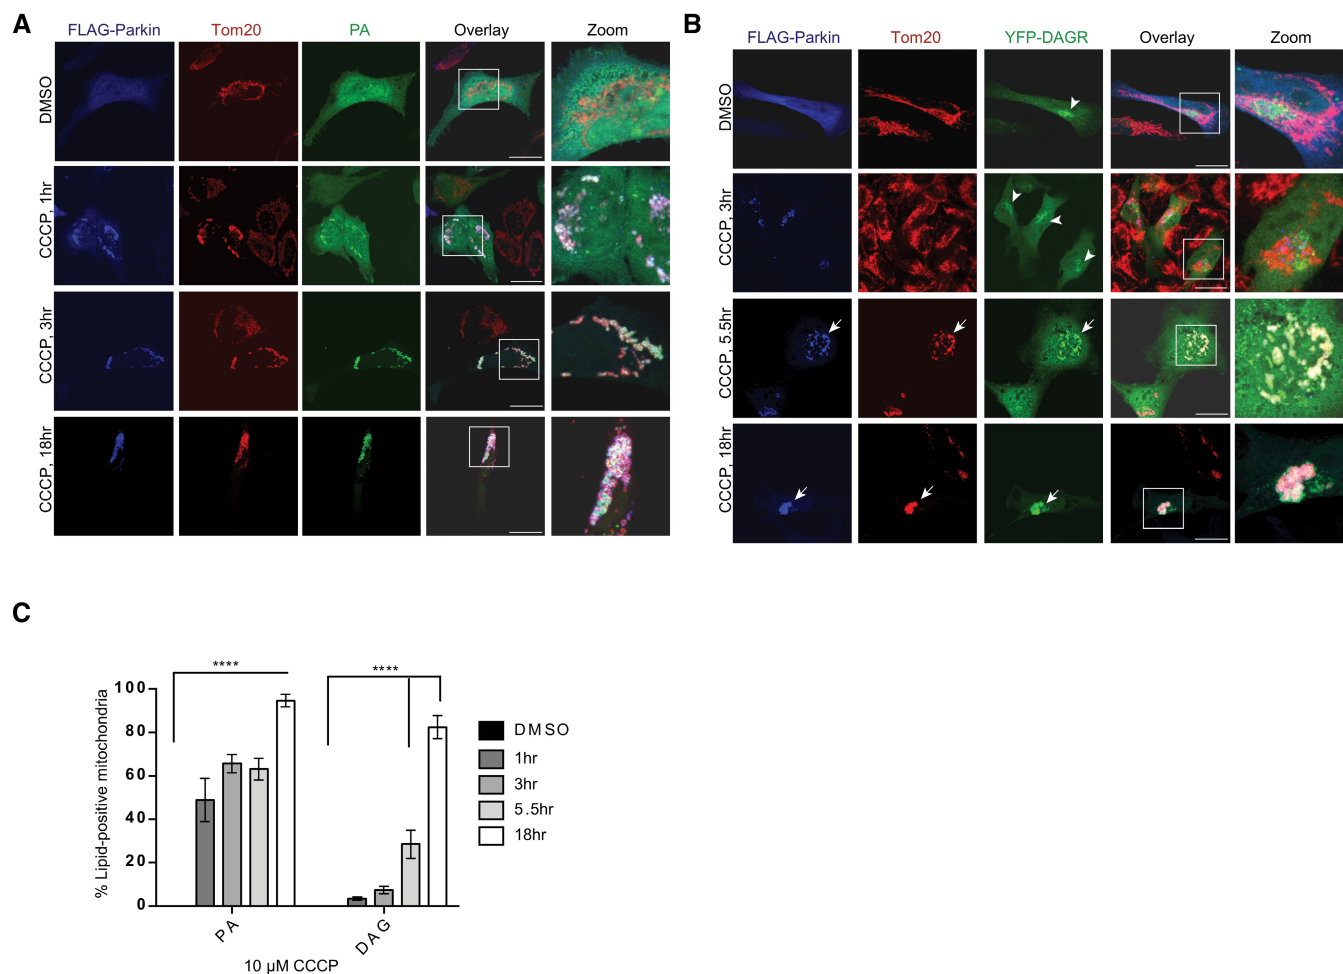 A
FLAG-Parkin Tom20 PA Overlay Zoom
DMSO
CCCP, 1hr
CCCP, 3hr
CCCP, 18hr
B
FLAG-Parkin Tom20 YFP-DAGR Overlay Zoom
DMSO
CCCP, 3hr
CCCP, 5.5hr
CCCP, 18hr
C
% Lipid-positive mitochondria
100
80
60
40
20
0
****
****
PA
DAG
10 µM CCCP
DMSO
1hr
3hr
5.5hr
18hr